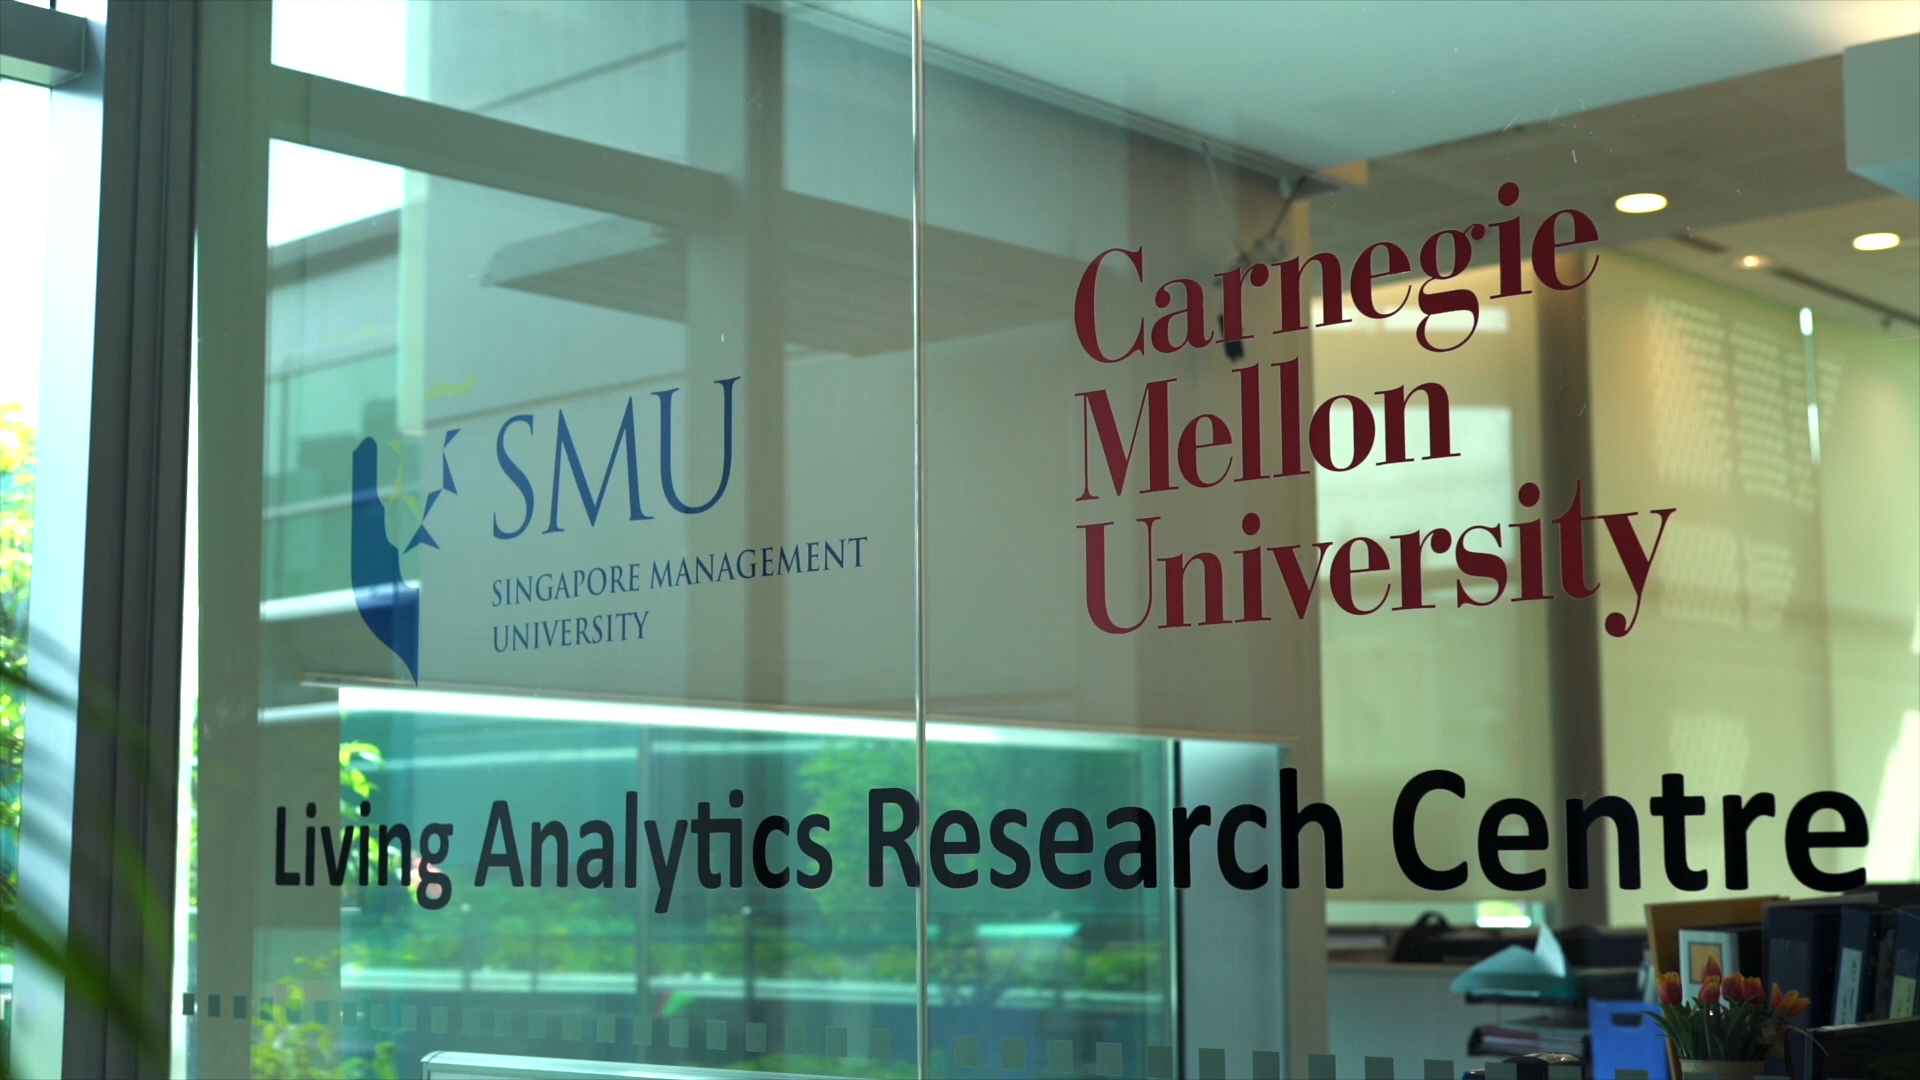 SMU
SINGAPORE MANAGEMENT
UNIVERSITY
Carnegie
Mellon
University
Living Analytics Research Centre